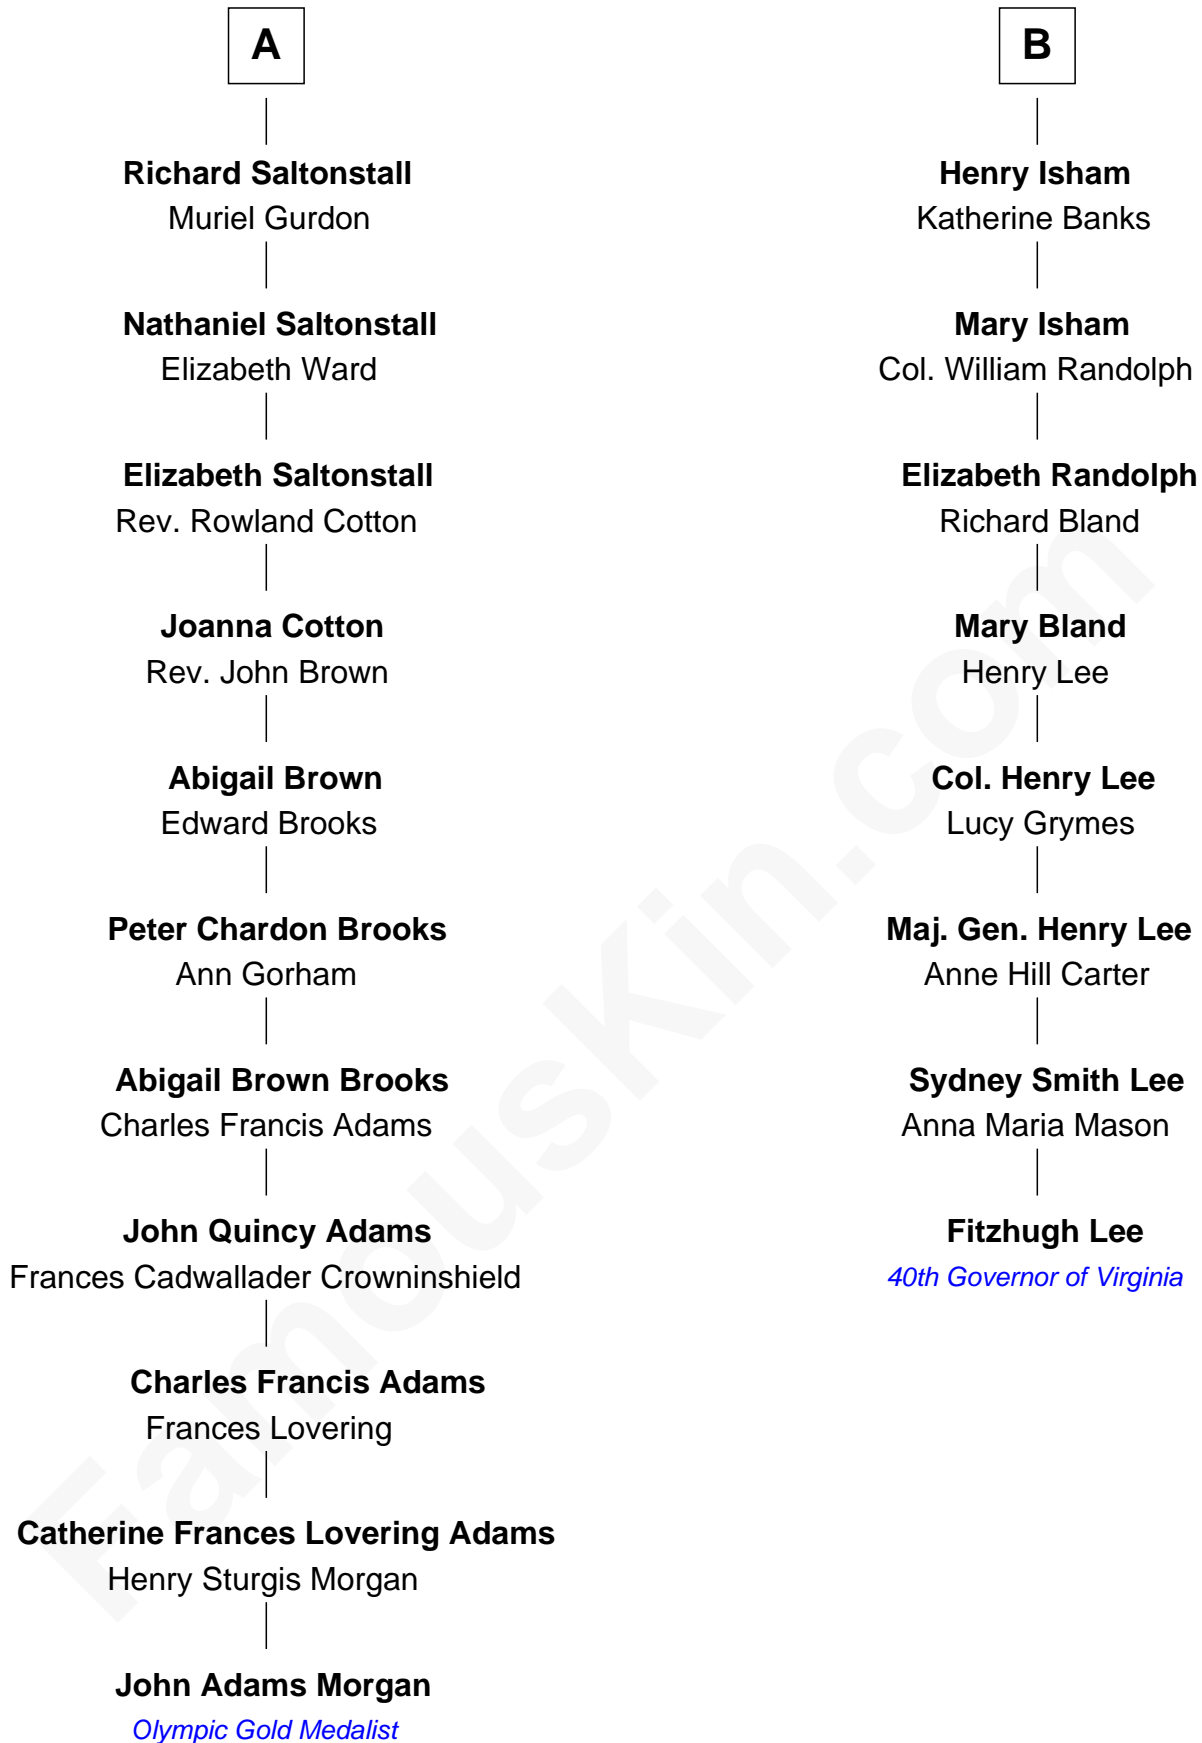 A
Richard Saltonstall
Muriel Gurdon
Nathaniel Saltonstall
Elizabeth Ward
Elizabeth Saltonstall
Rev. Rowland Cotton
Joanna Cotton
Rev. John Brown
Abigail Brown
Edward Brooks
Peter Chardon Brooks
Ann Gorham
Abigail Brown Brooks
Charles Francis Adams
John Quincy Adams
Frances Cadwallader Crowninshield
Charles Francis Adams
Frances Lovering
Catherine Frances Lovering Adams
Henry Sturgis Morgan
John Adams Morgan
Olympic Gold Medalist
B
Henry Isham
Katherine Banks
Mary Isham
Col. William Randolph
Elizabeth Randolph
Richard Bland
Mary Bland
Henry Lee
Col. Henry Lee
Lucy Grymes
Maj. Gen. Henry Lee
Anne Hill Carter
Sydney Smith Lee
Anna Maria Mason
Fitzhugh Lee
40th Governor of Virginia
FamousKin.com